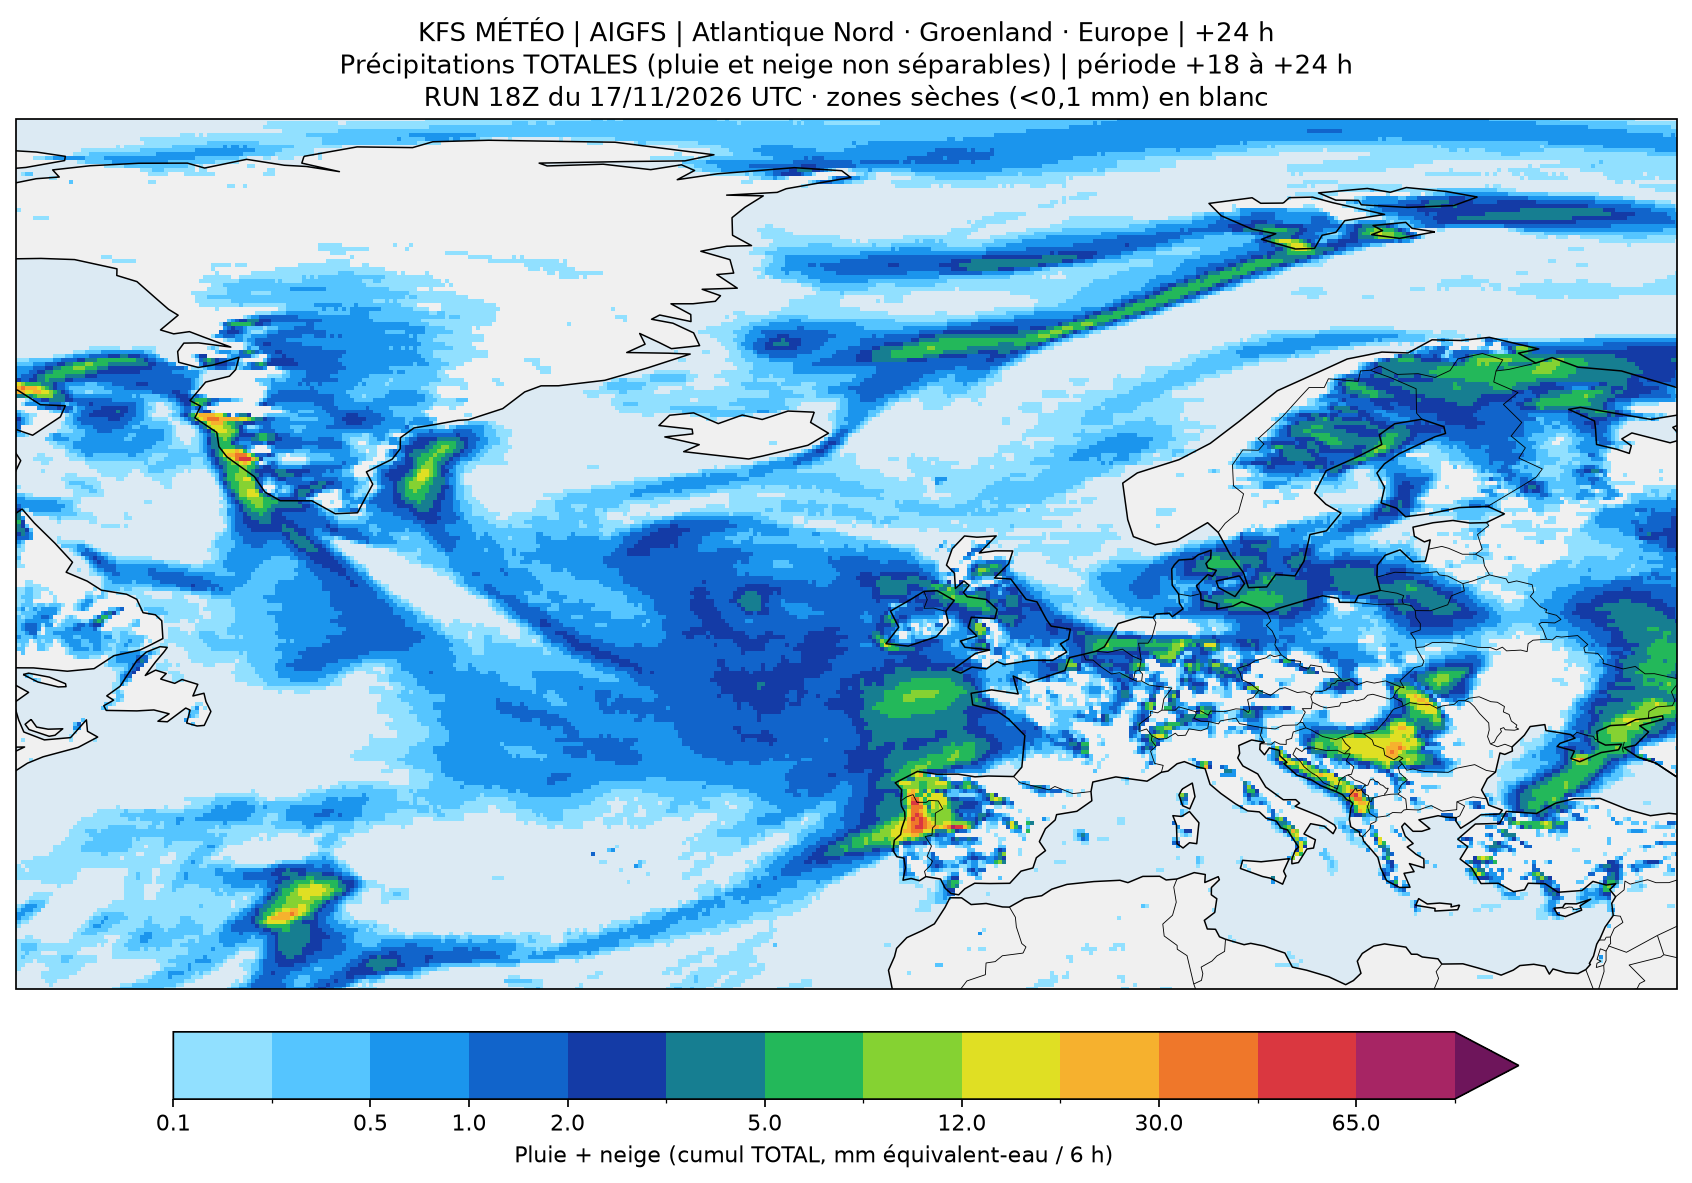 KFS MÉTÉO | AIGFS | Atlantique Nord · Groenland · Europe | +24 h
Précipitations TOTALES (pluie et neige non séparables) | période +18 à +24 h
RUN 18Z du 17/11/2026 UTC · zones sèches (<0,1 mm) en blanc
0.1 0.5 1.0 2.0 5.0 12.0 30.0 65.0
Pluie + neige (cumul TOTAL, mm équivalent-eau / 6 h)